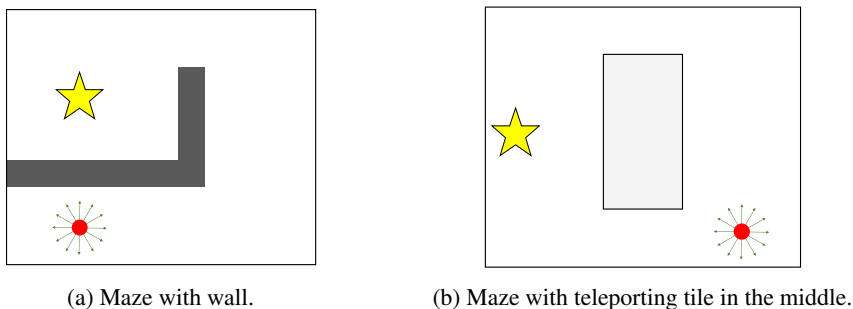 (a) Maze with wall.
(b) Maze with teleporting tile in the middle.